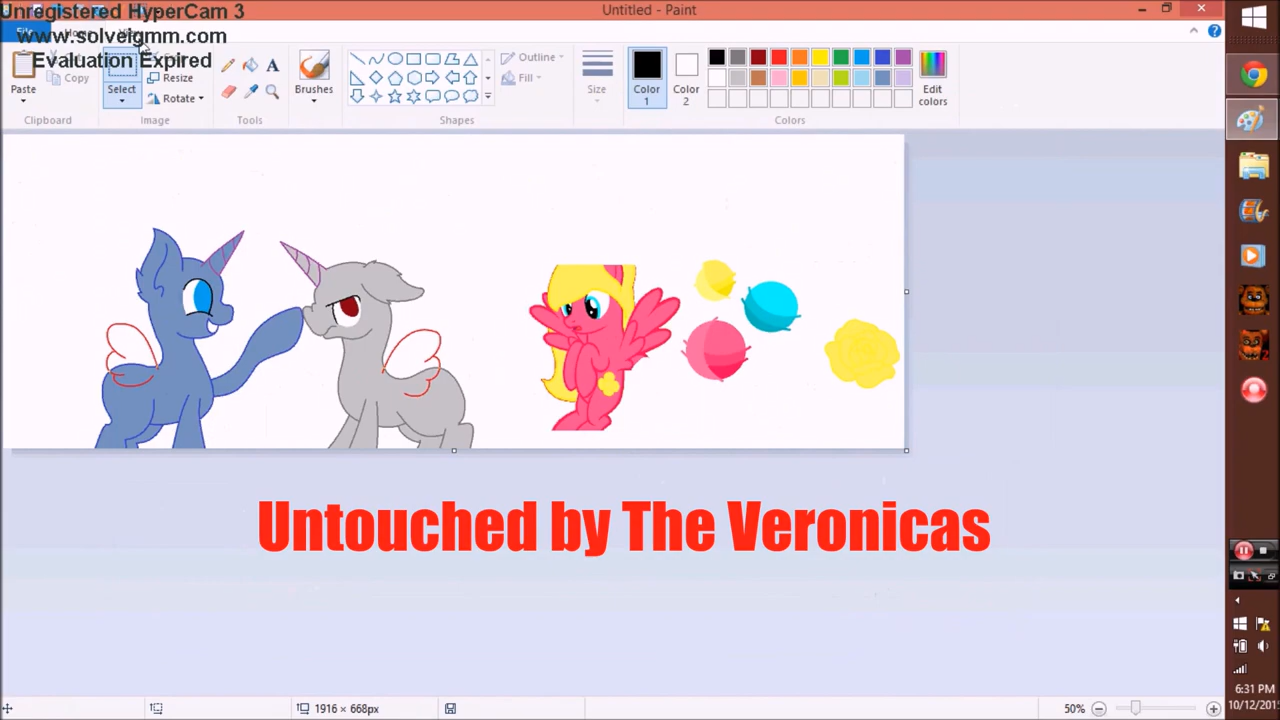 Unregistered HyperCam 3
www.solveigmm.com
Evaluation Expired
Untitled - Paint
File
Paste
Copy
Clipboard
Select
Resize
Rotate
Image
Tools
Brushes
Outline
Fill
Shapes
Size
Color 1
Color 2
Edit colors
Colors
Untouched by The Veronicas
1916 × 668px
50%
6:31 PM